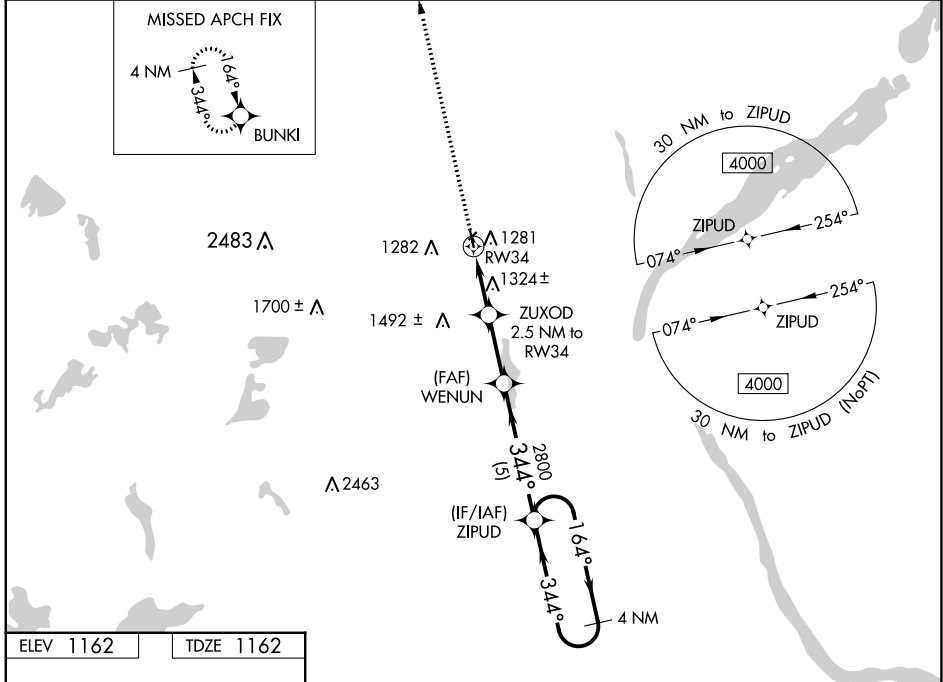 MISSED APCH FIX
4 NM
164°
344°
BUNKI
30 NM to ZIPUD
4000
ZIPUD
254°
074°
2483
1282
1281
RW34
1324 ±
1700 ±
1492 ±
ZUXOD
2.5 NM to
RW34
254°
074°
ZIPUD
4000
30 NM to ZIPUD (NoPT)
(FAF)
WENUN
2800
344°
(5)
2463
(IF/IAF)
ZIPUD
164°
344°
4 NM
ELEV 1162
TDZE 1162